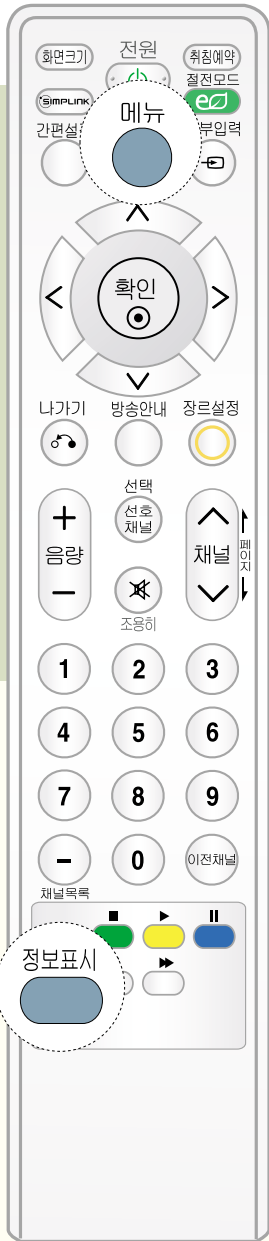 전원
화면크기
취침예약
절전모드
SIMPLINK
메뉴
eco
간편설
부입력
확인
나가기
방송안내
장르설정
선택
선호
채널
+
음량
-
채널
페이지
조용히
1
2
3
4
5
6
7
8
9
-
0
이전채널
채널목록
정보표시